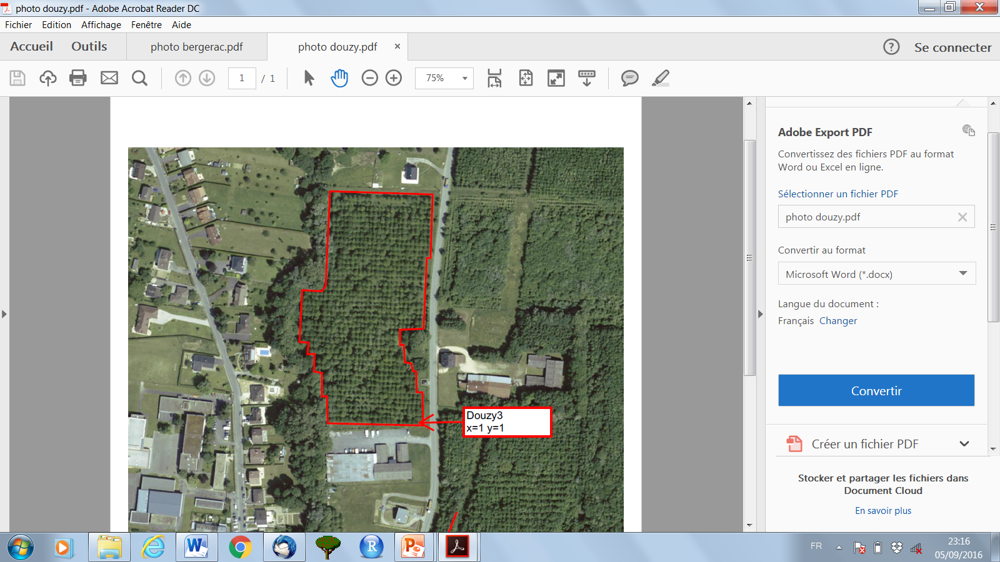 photo douzy.pdf - Adobe Acrobat Reader DC
Fichier Edition Affichage Fenêtre Aide
Accueil Outils photo bergerac.pdf photo douzy.pdf × Se connecter
1 / 1 75%
Adobe Export PDF
Convertissez des fichiers PDF au format
Word ou Excel en ligne.
Sélectionner un fichier PDF
photo douzy.pdf
Convertir au format
Microsoft Word (*.docx)
Langue du document :
Français Changer
Convertir
Douzy3
x=1 y=1
Créer un fichier PDF
Stocker et partager les fichiers dans
Document Cloud
En savoir plus
FR
23:16
05/09/2016